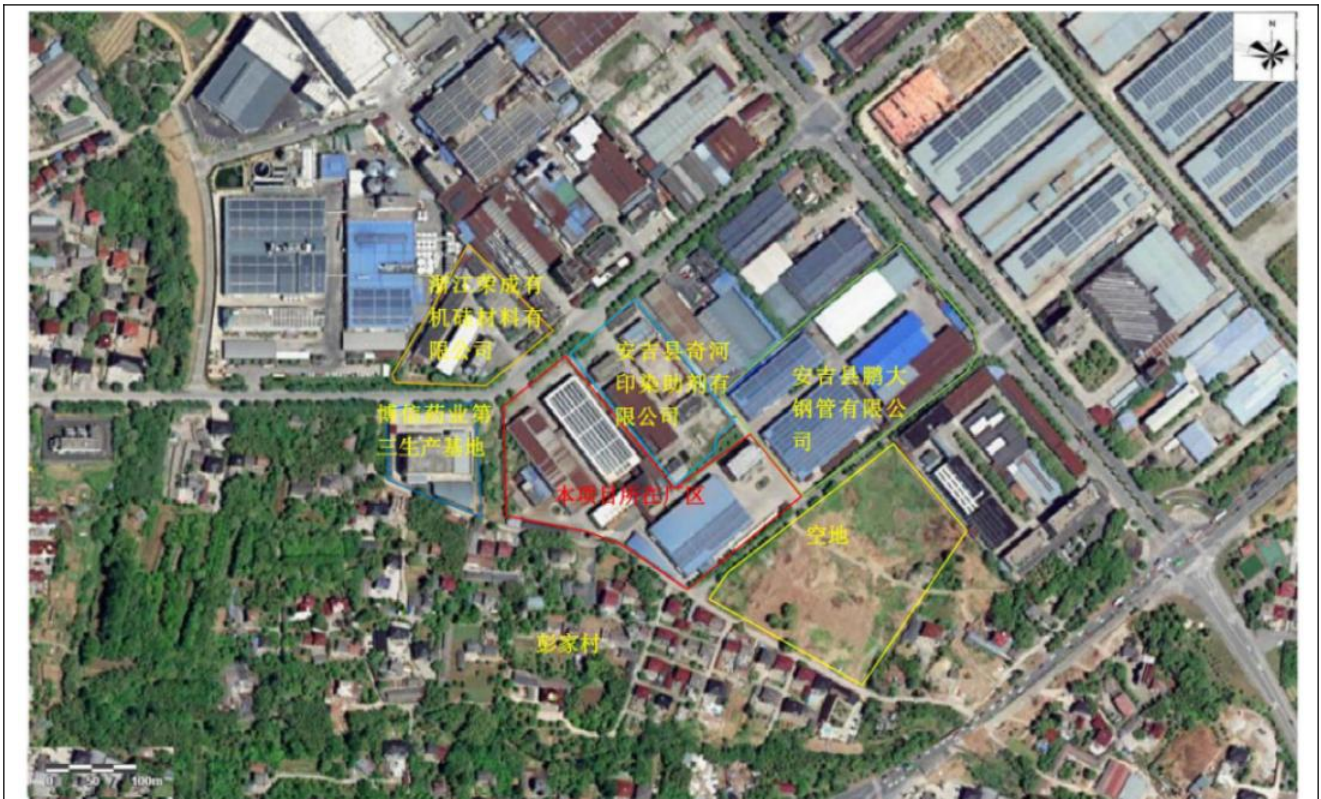 N
浙江荣成有
机硅材料有
限公司
安吉县奇河
印染助剂有
限公司
安吉县鹏大
钢管有限公
司
博信药业第
三生产基地
本项目所在厂区
空地
彭家村
0 50 100m